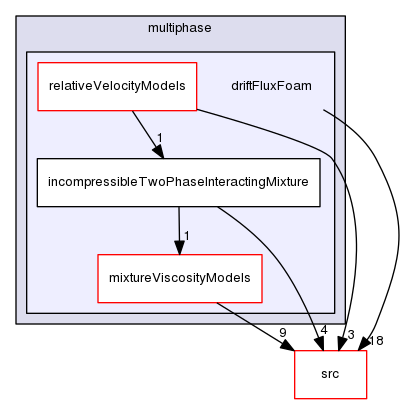 multiphase
relativeVelocityModels
driftFluxFoam
1
incompressibleTwoPhaseInteractingMixture
1
mixtureViscosityModels
9
4
3
18
src